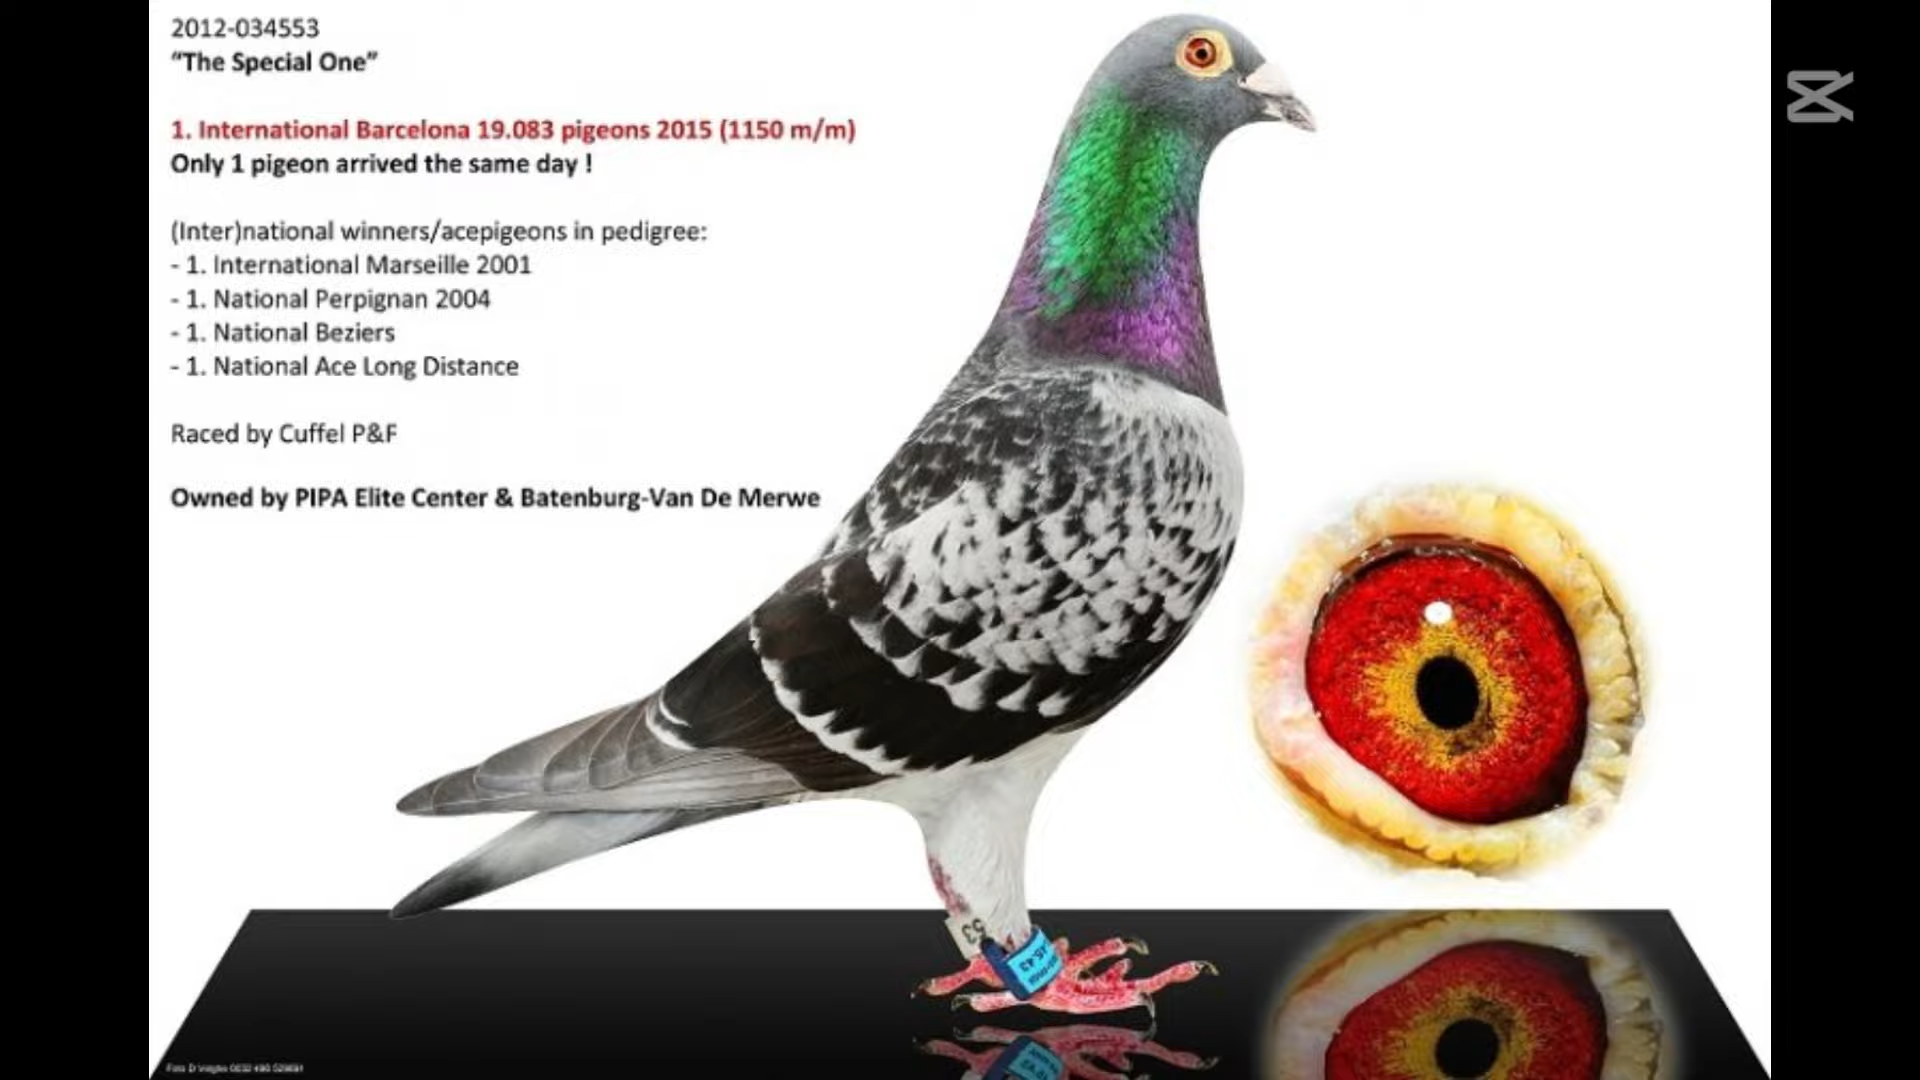 2012-034553
“The Special One”
1. International Barcelona 19.083 pigeons 2015 (1150 m/m)
Only 1 pigeon arrived the same day !
(Inter)national winners/acepigeons in pedigree:
- 1. International Marseille 2001
- 1. National Perpignan 2004
- 1. National Beziers
- 1. National Ace Long Distance
Raced by Cuffel P&F
Owned by PIPA Elite Center & Batenburg-Van De Merwe
53